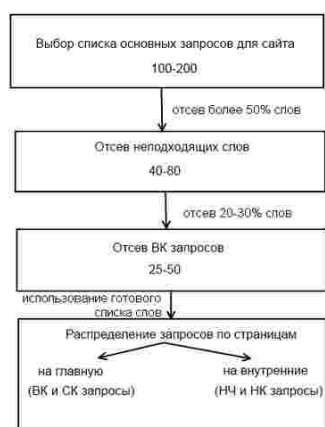 Выбор списка основных запросов для сайта
100-200
отсев более 50% слов
Отсев неподходящих слов
40-80
отсев 20-30% слов
Отсев ВК запросов
25-50
использование готового
списка слов
Распределение запросов по страницам
на главную
(ВК и СК запросы)
на внутренние
(НЧ и НК запросы)